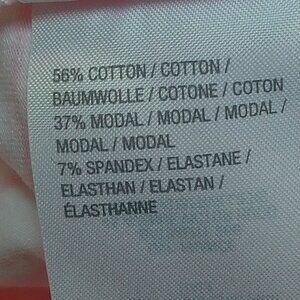 56% COTTON / COTTON /
BAUMWOLLE / COTONE / COTON
37% MODAL / MODAL / MODAL /
MODAL / MODAL
7% SPANDEX / ELASTANE /
ELASTHAN / ELASTAN /
ÉLASTHANNE